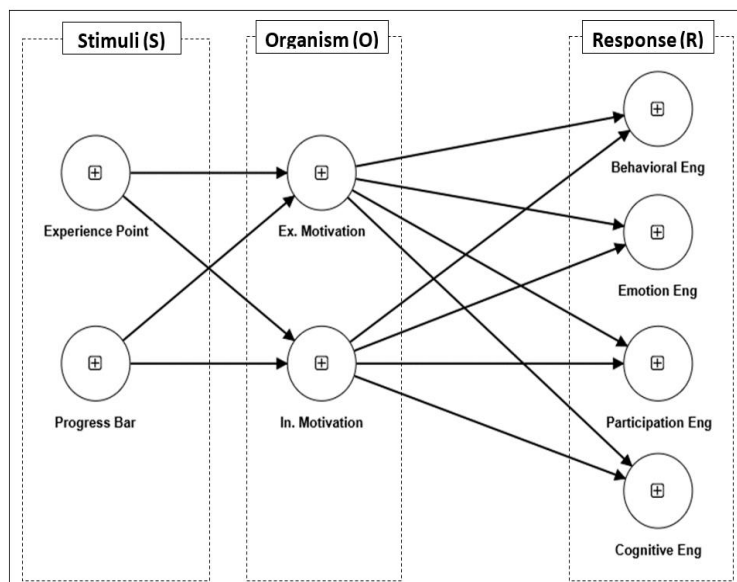 Stimuli (S)
Organism (O)
Response (R)
Experience Point
Progress Bar
Ex. Motivation
In. Motivation
Behavioral Eng
Emotion Eng
Participation Eng
Cognitive Eng